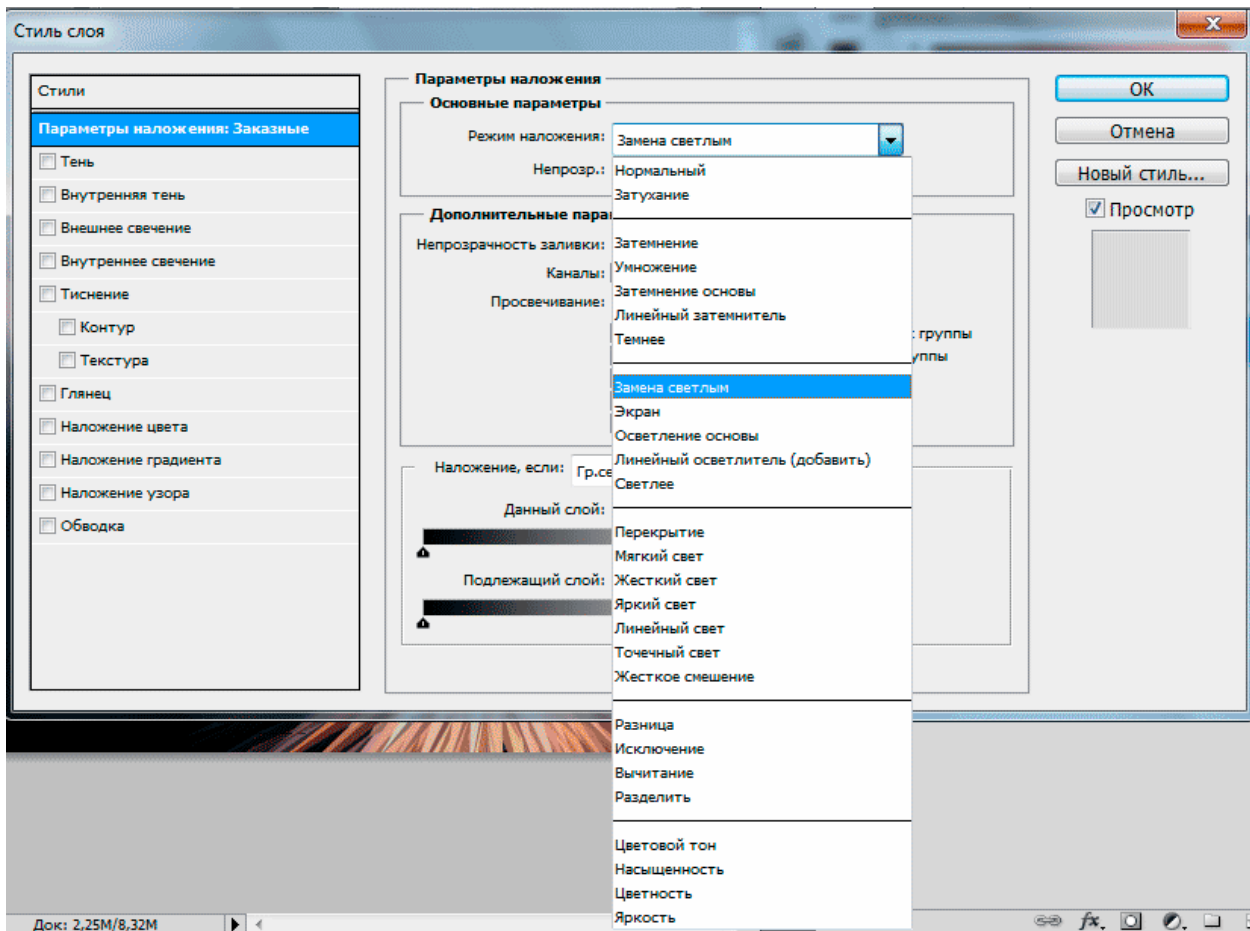 Стиль слоя
Стили
Параметры наложения: Заказные
Тень
Внутренняя тень
Внешнее свечение
Внутреннее свечение
Тиснение
Контур
Текстура
Глянец
Наложение цвета
Наложение градиента
Наложение узора
Обводка
Параметры наложения
Основные параметры
Режим наложения: Замена светлым
Непрозр.:
Дополнительные
Непрозрачность заливки:
Каналы:
Просвечивание:
группы
Наложение, если:
Данный слой:
Подлежащий слой:
Нормальный
Затухание
Затемнение
Умножение
Затемнение основы
Линейный затемнитель
Темнее
Замена светлым
Экран
Осветление основы
Линейный осветлитель (добавить)
Светлее
Перекрытие
Мягкий свет
Жесткий свет
Яркий свет
Линейный свет
Точечный свет
Жесткое смешение
Разница
Исключение
Вычитание
Разделить
Цветовой тон
Насыщенность
Цветность
Яркость
OK
Отмена
Новый стиль...
Просмотр
Док: 2,25M/8,32M
fx